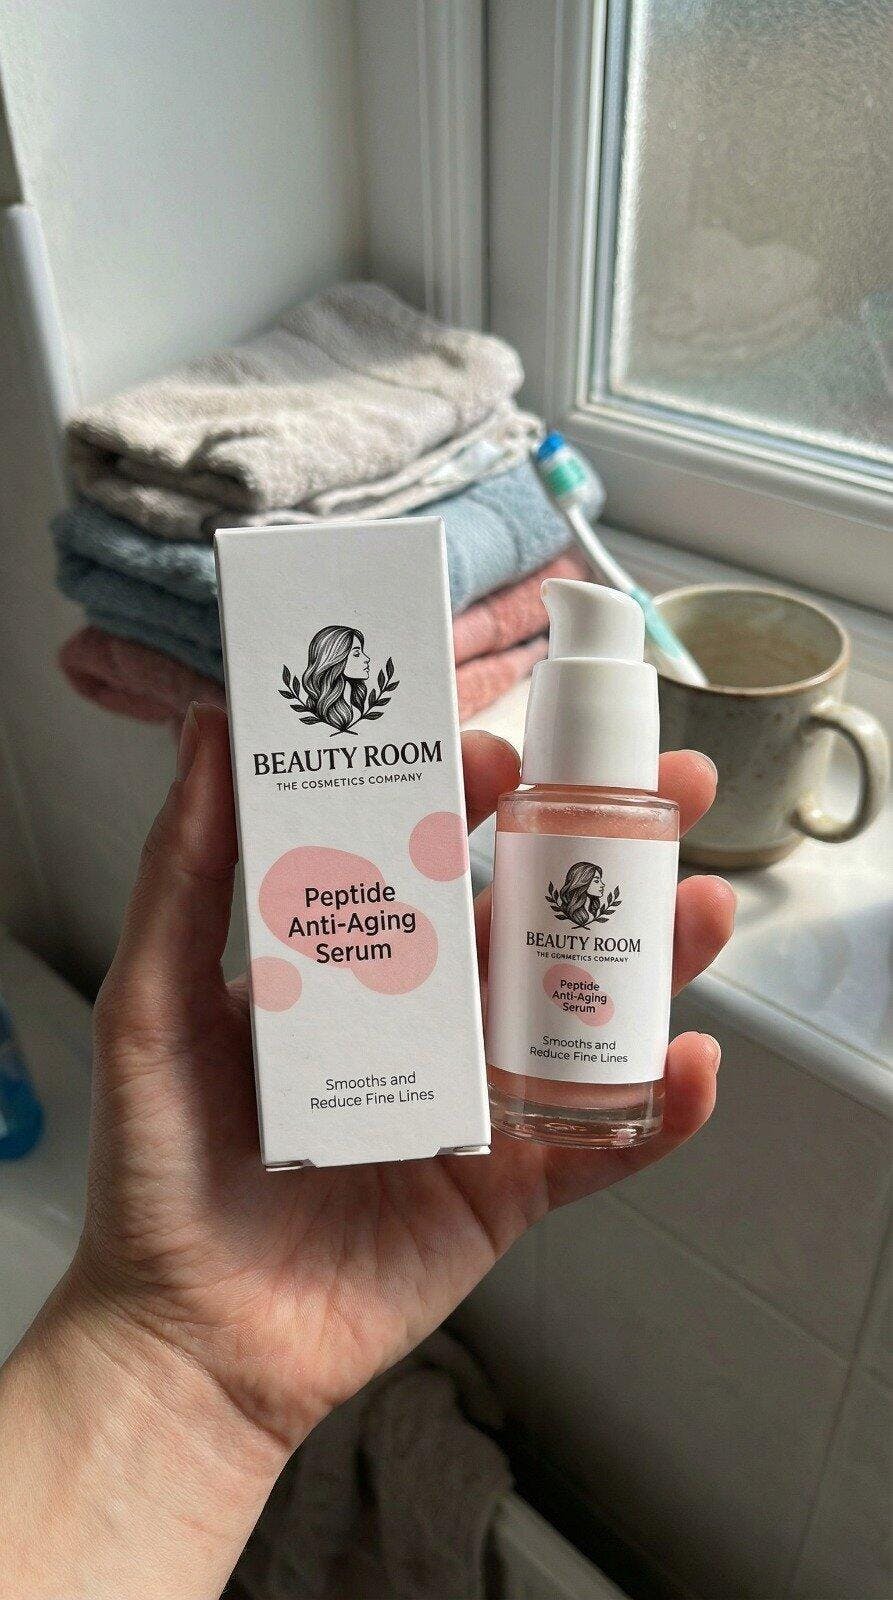 BEAUTY ROOM
THE COSMETICS COMPANY
Peptide
Anti-Aging
Serum
Smooths and
Reduce Fine Lines
BEAUTY ROOM
THE COSMETICS COMPANY
Peptide
Anti-Aging
Serum
Smooths and
Reduce Fine Lines